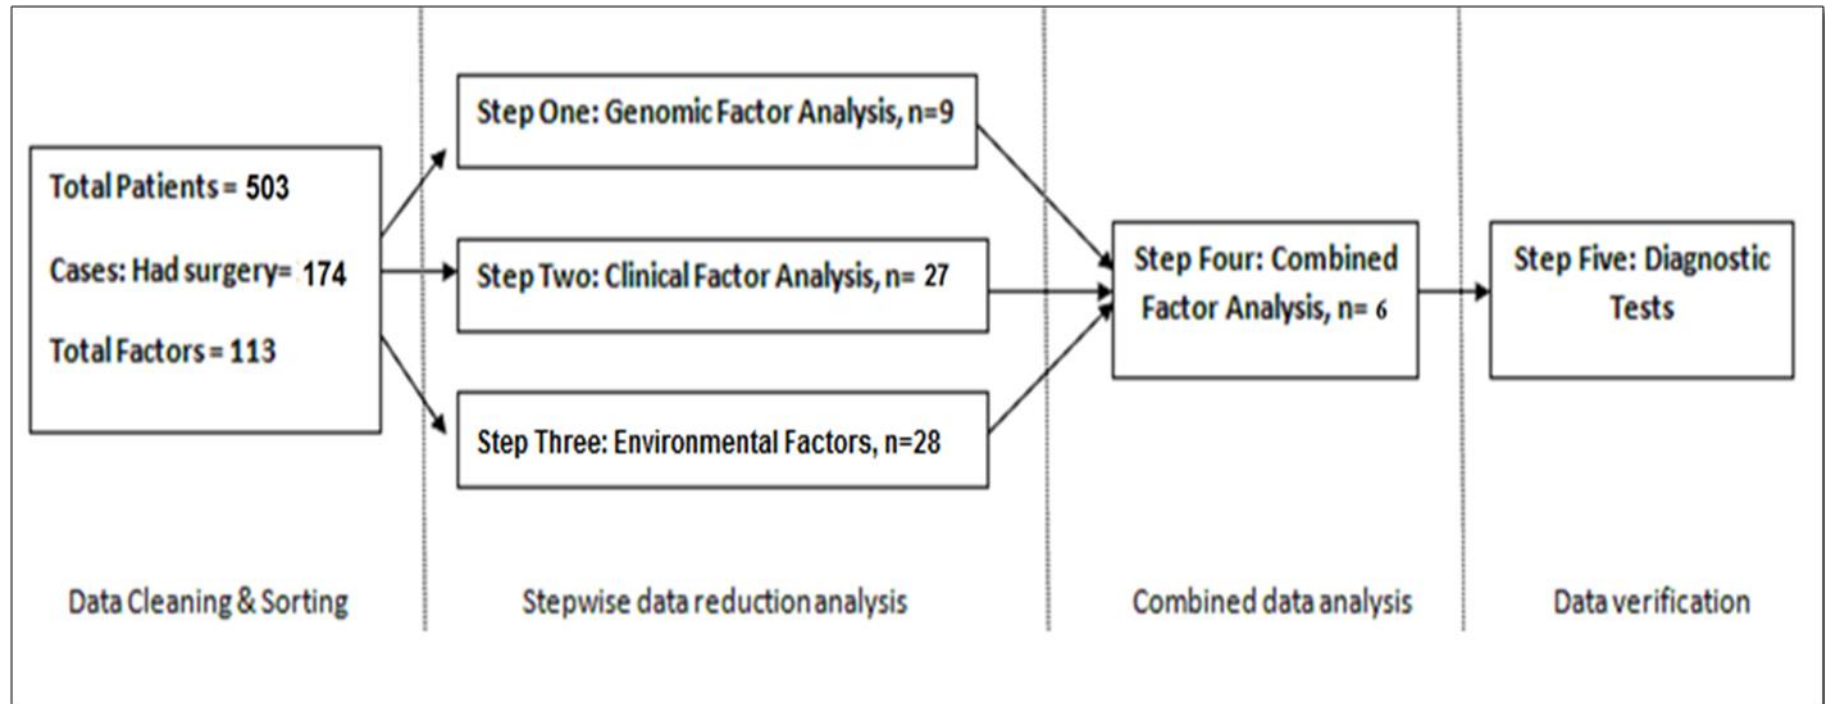 Total Patients = 503
Cases: Had surgery= 174
Total Factors = 113
Step One: Genomic Factor Analysis, n=9
Step Two: Clinical Factor Analysis, n= 27
Step Three: Environmental Factors, n=28
Step Four: Combined
Factor Analysis, n= 6
Step Five: Diagnostic
Tests
Data Cleaning & Sorting
Stepwise data reduction analysis
Combined data analysis
Data verification